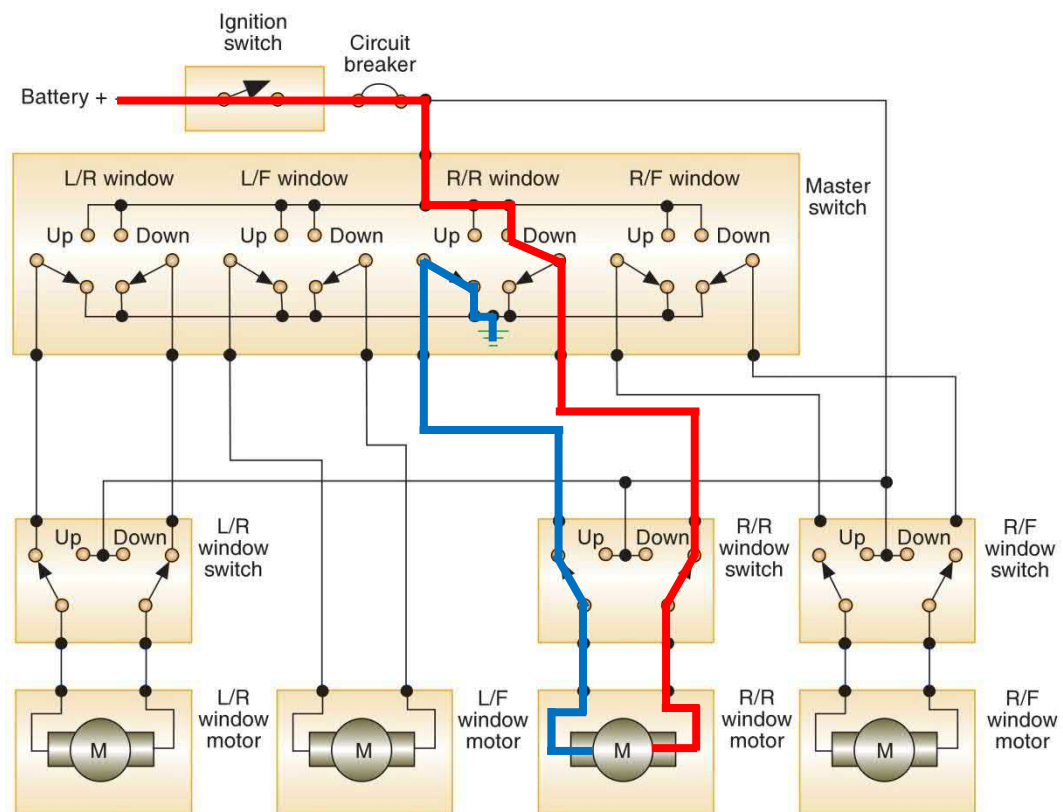 Ignition
switch
Circuit
breaker
Battery +
L/R window
L/F window
R/R window
R/F window
Master
switch
Up
Down
Up
Down
Up
Down
Up
Down
Up
Down
L/R
window
switch
Up
Down
R/R
window
switch
Up
Down
R/F
window
switch
M
L/R
window
motor
L/F
window
motor
M
M
R/R
window
motor
M
R/F
window
motor